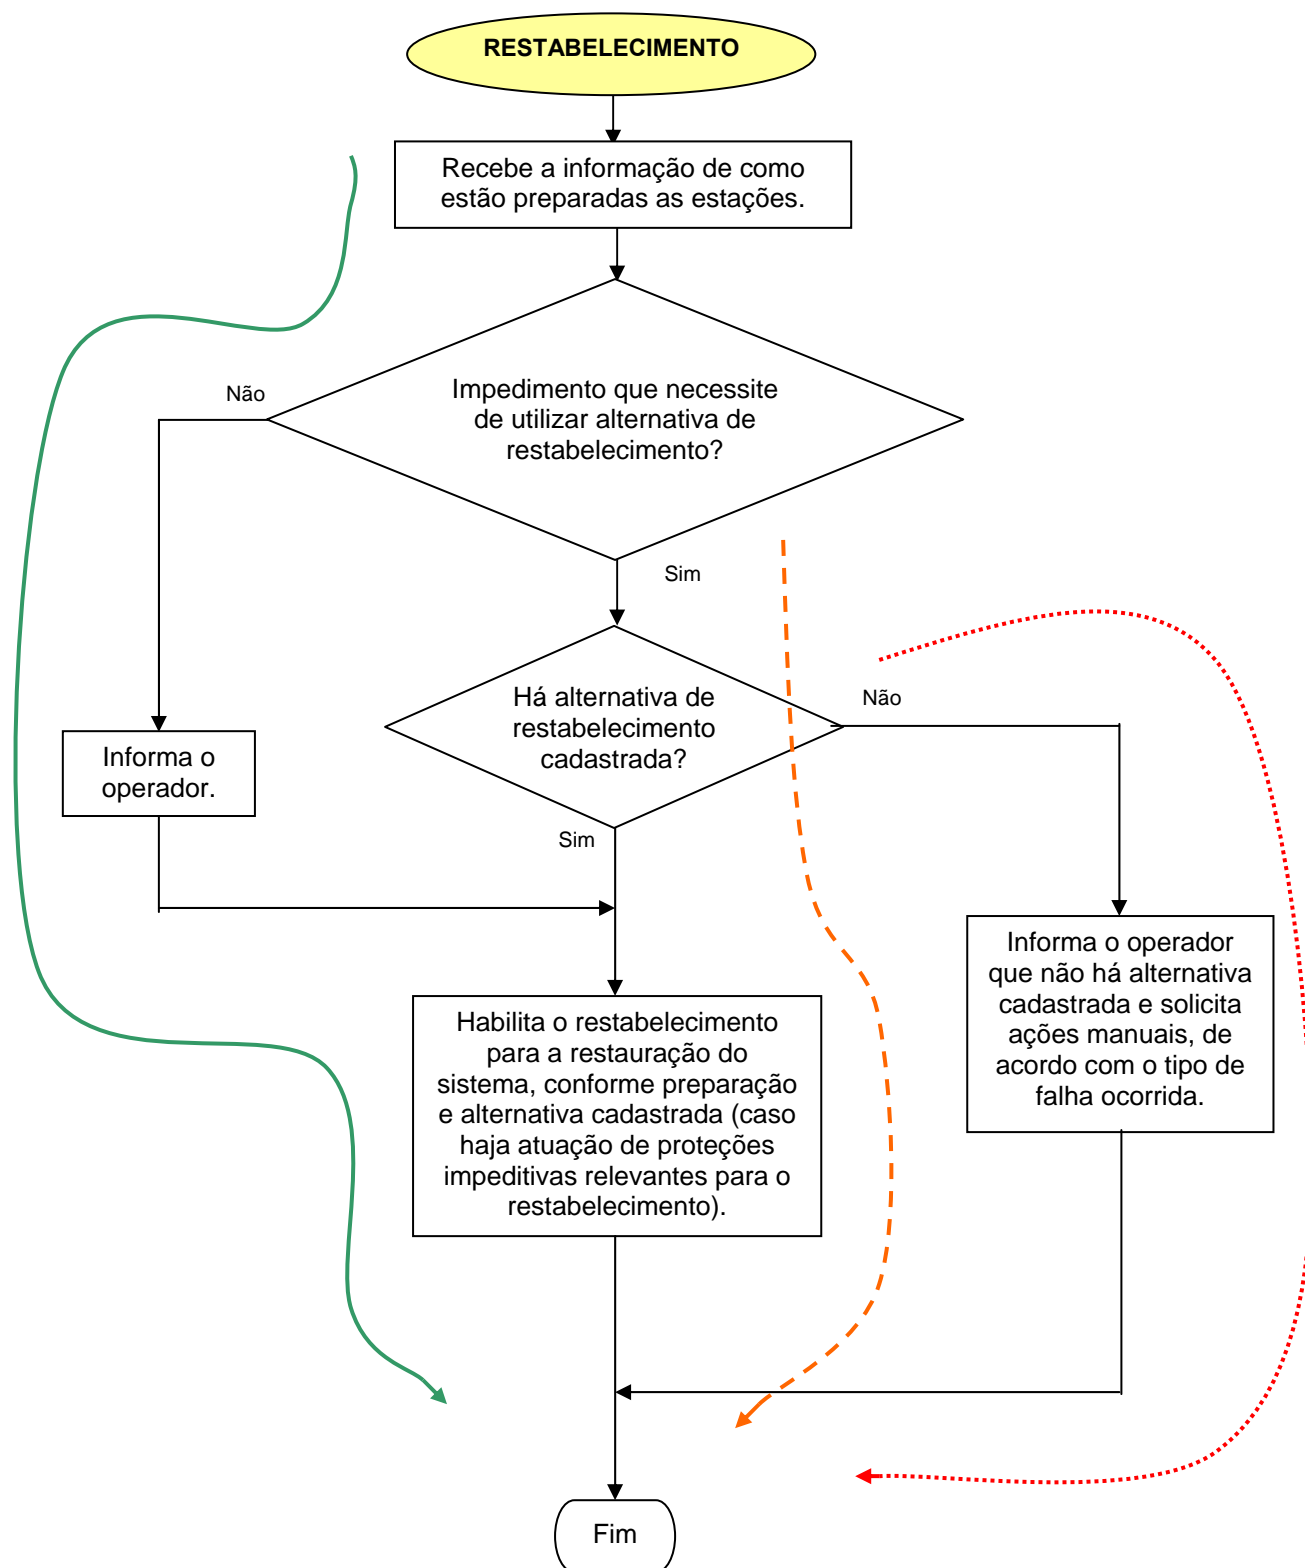 RESTABELECIMENTO
Recebe a informação de como
estão preparadas as estações.
Não
Impedimento que necessite
de utilizar alternativa de
restabelecimento?
Sim
Há alternativa de
restabelecimento
cadastrada?
Não
Informa o
operador.
Sim
Informa o operador
que não há alternativa
cadastrada e solicita
ações manuais, de
acordo com o tipo de
falha ocorrida.
Habilita o restabelecimento
para a restauração do
sistema, conforme preparação
e alternativa cadastrada (caso
haja atuação de proteções
impeditivas relevantes para o
restabelecimento).
Fim